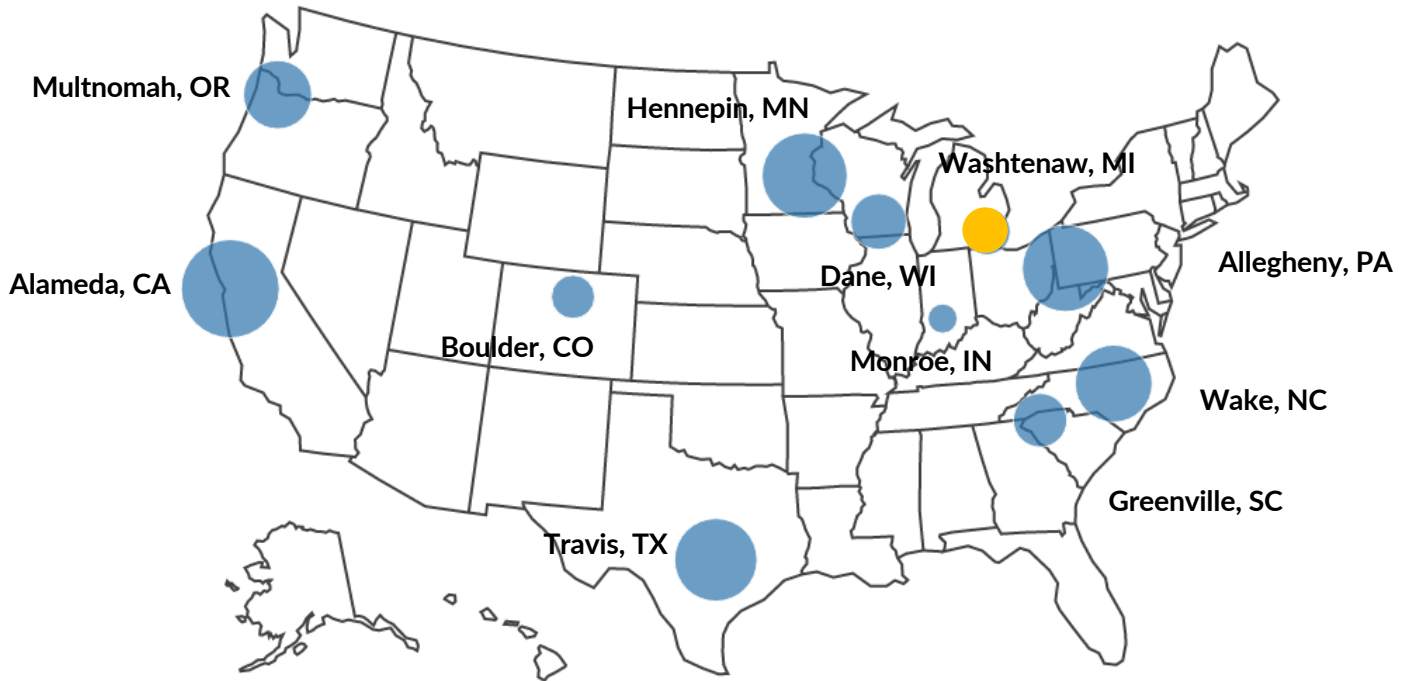 Multnomah, OR
Hennepin, MN
Washtenaw, MI
Allegheny, PA
Alameda, CA
Dane, WI
Boulder, CO
Monroe, IN
Wake, NC
Greenville, SC
Travis, TX